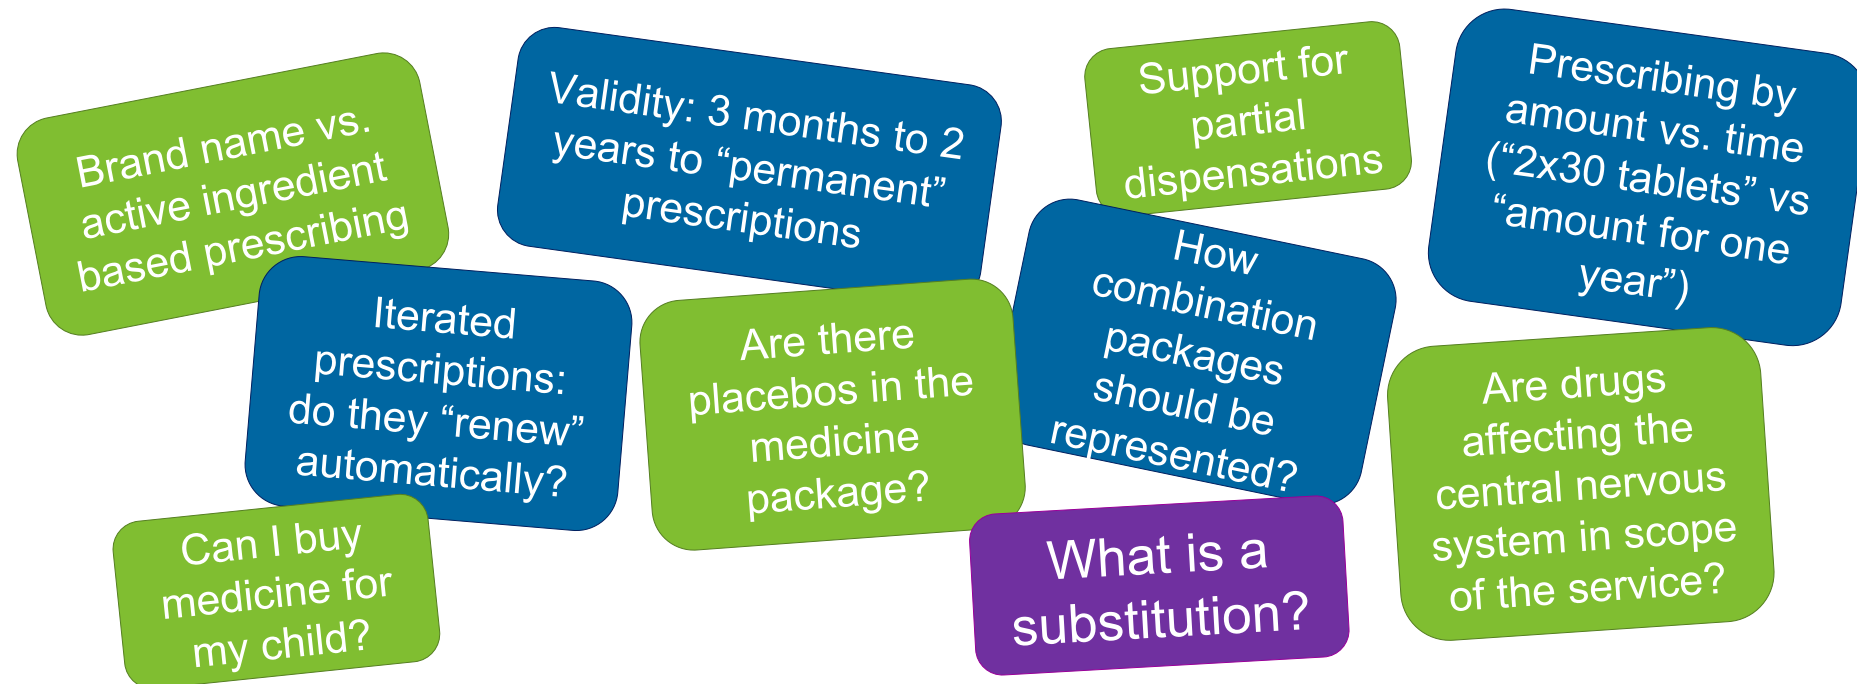 Brand name vs.
active ingredient
based prescribing
Validity: 3 months to 2
years to “permanent”
prescriptions
Support for
partial
dispensations
Prescribing by
amount vs. time
(“2x30 tablets” vs
“amount for one
year”)
Iterated
prescriptions:
do they “renew”
automatically?
Are there
placebos in the
medicine
package?
How
combination
packages
should be
represented?
Are drugs
affecting the
central nervous
system in scope
of the service?
Can I buy
medicine for
my child?
What is a
substitution?